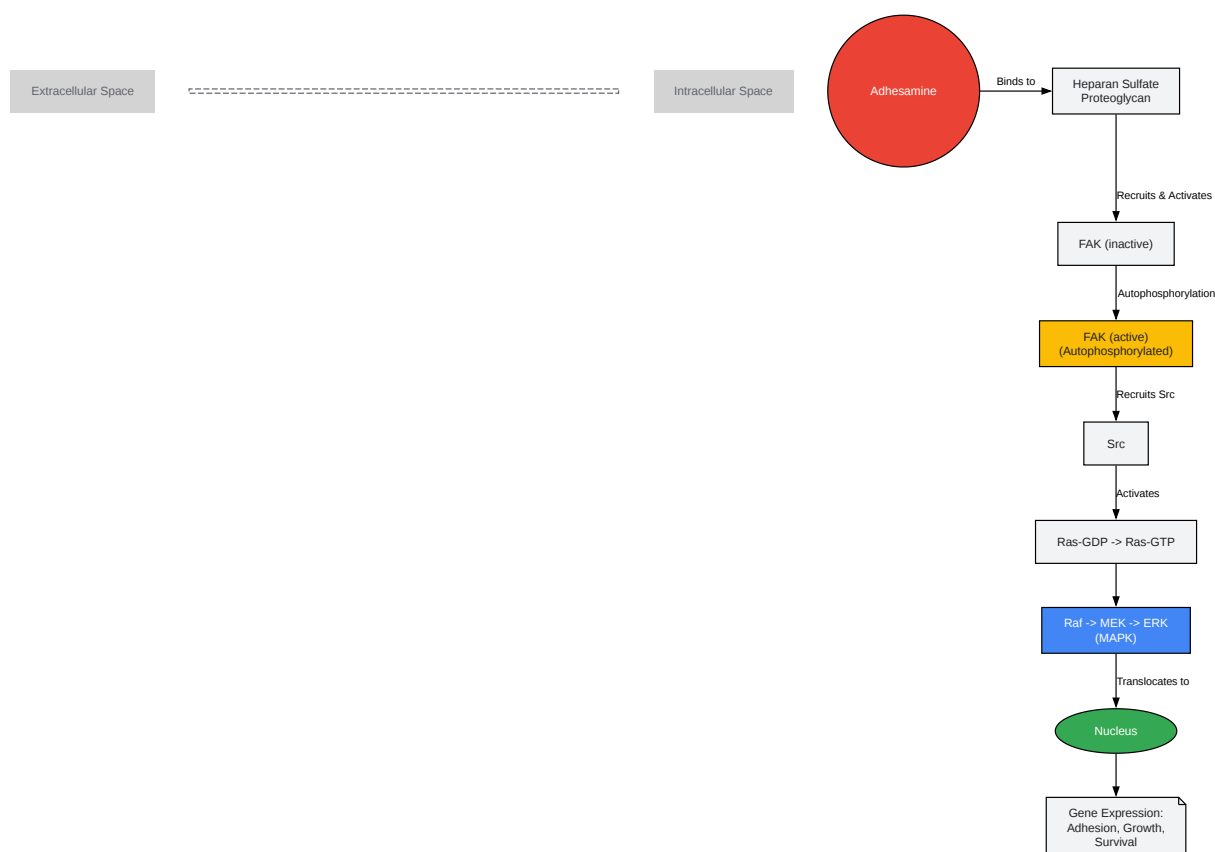 Extracellular Space
Intracellular Space
Adhesamine
Binds to
Heparan Sulfate
Proteoglycan
Recruits & Activates
FAK (inactive)
Autophosphorylation
FAK (active)
(Autophosphorylated)
Recruits Src
Src
Activates
Ras-GDP -> Ras-GTP
Raf -> MEK -> ERK
(MAPK)
Translocates to
Nucleus
Gene Expression:
Adhesion, Growth,
Survival